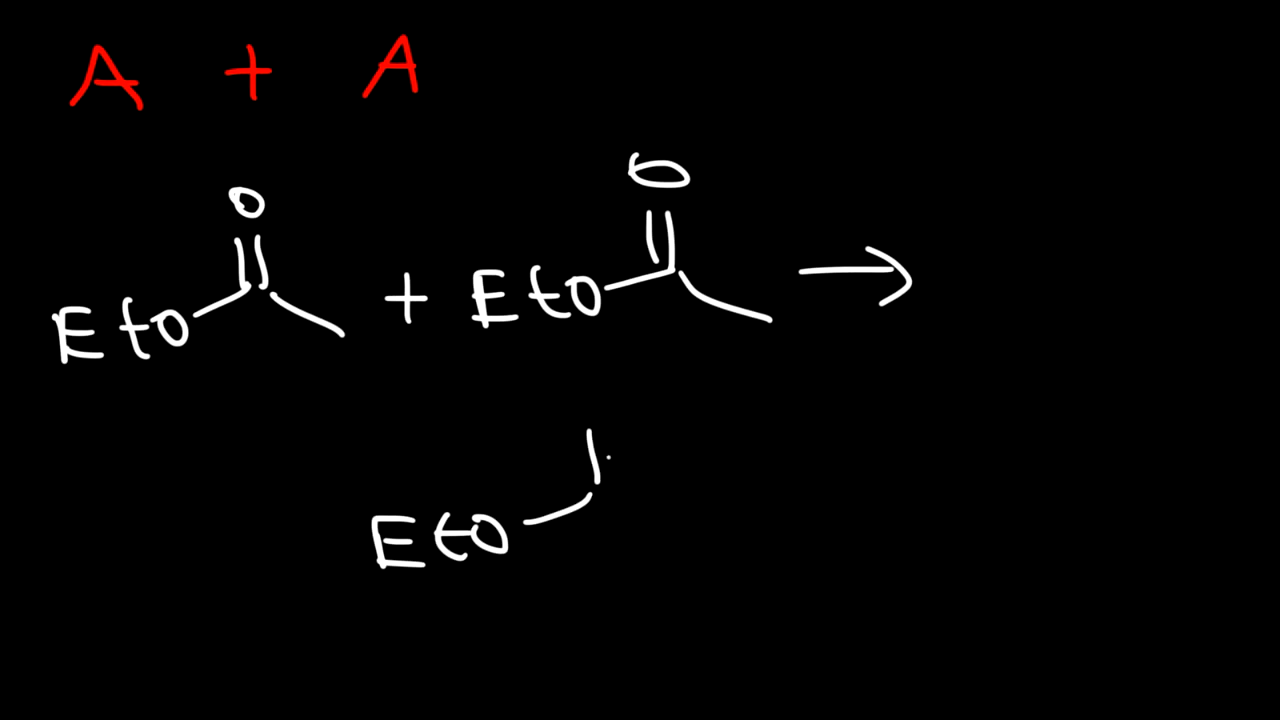 A + A
O O
EtO + EtO →
EtO